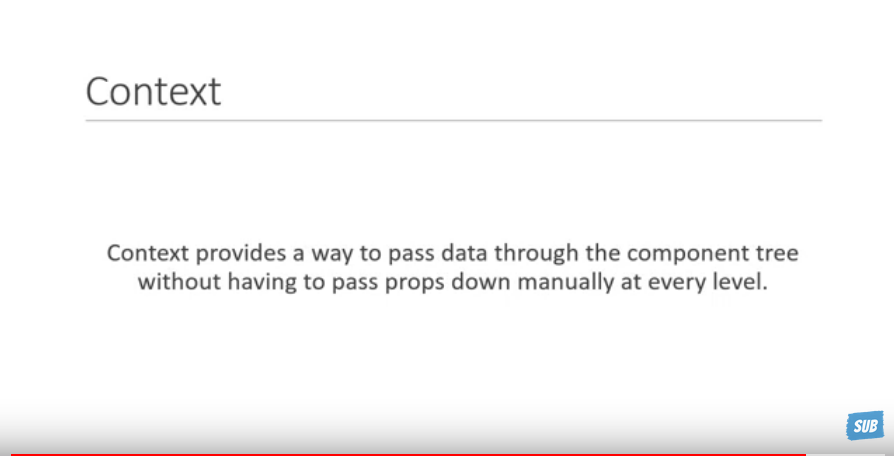 Context
Context provides a way to pass data through the component tree
without having to pass props down manually at every level.
SUB